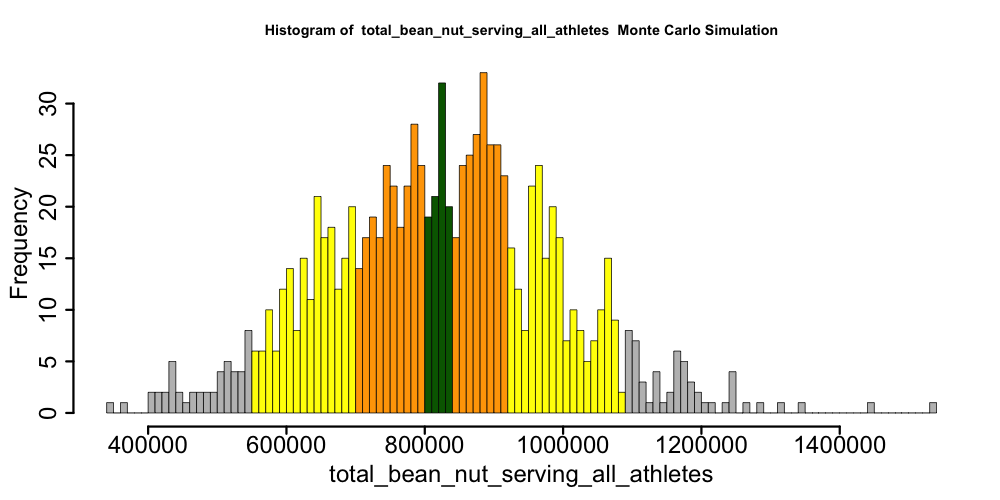 Histogram of  total_bean_nut_serving_all_athletes  Monte Carlo Simulation
Frequency
30
25
20
15
10
5
0
400000 600000 800000 1000000 1200000 1400000
total_bean_nut_serving_all_athletes